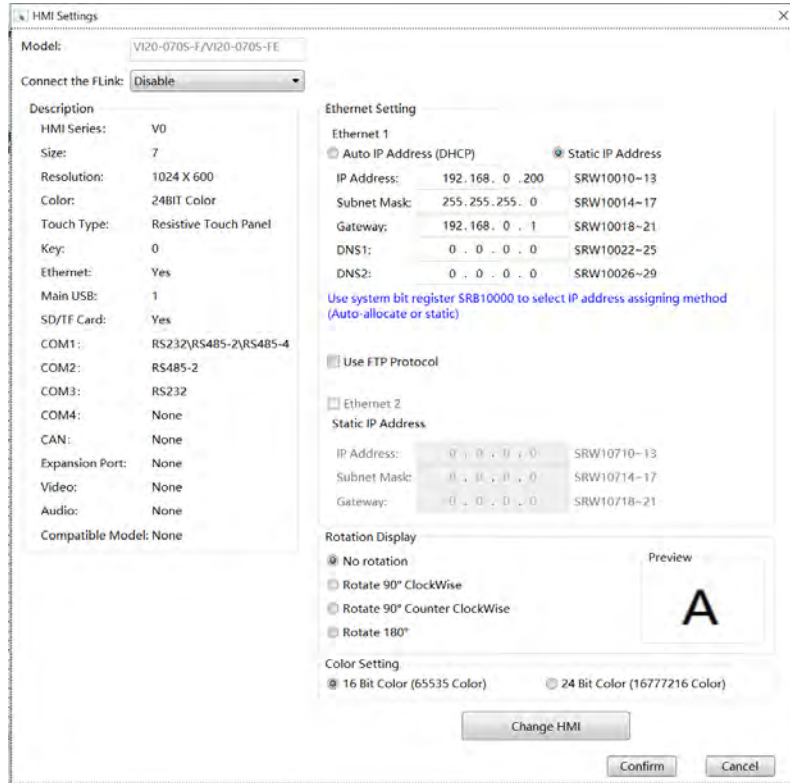 HMI Settings
Model: VI20-070S-F/VI20-070S-FE
Connect the FLink: Disable
Description
HMI Series: V0
Size: 7
Resolution: 1024 X 600
Color: 24BIT Color
Touch Type: Resistive Touch Panel
Key: 0
Ethernet: Yes
Main USB: 1
SD/TF Card: Yes
COM1: RS232\RS485-2\RS485-4
COM2: RS485-2
COM3: RS232
COM4: None
CAN: None
Expansion Port: None
Video: None
Audio: None
Compatible Model: None
Ethernet Setting
Ethernet 1
Auto IP Address (DHCP) Static IP Address
IP Address: 192.168. 0 .200 SRW10010~13
Subnet Mask: 255.255.255. 0 SRW10014~17
Gateway: 192.168. 0 . 1 SRW10018~21
DNS1: 0 . 0 . 0 . 0 SRW10022~25
DNS2: 0 . 0 . 0 . 0 SRW10026~29
Use system bit register SRB10000 to select IP address assigning method
(Auto-allocate or static)
Use FTP Protocol
Ethernet 2
Static IP Address
IP Address: 0 . 0 . 0 . 0 SRW10710~13
Subnet Mask: 0 . 0 . 0 . 0 SRW10714~17
Gateway: 0 . 0 . 0 . 0 SRW10718~21
Rotation Display
No rotation
Rotate 90° ClockWise
Rotate 90° Counter ClockWise
Rotate 180°
Preview
A
Color Setting
16 Bit Color (65535 Color) 24 Bit Color (16777216 Color)
Change HMI
Confirm Cancel